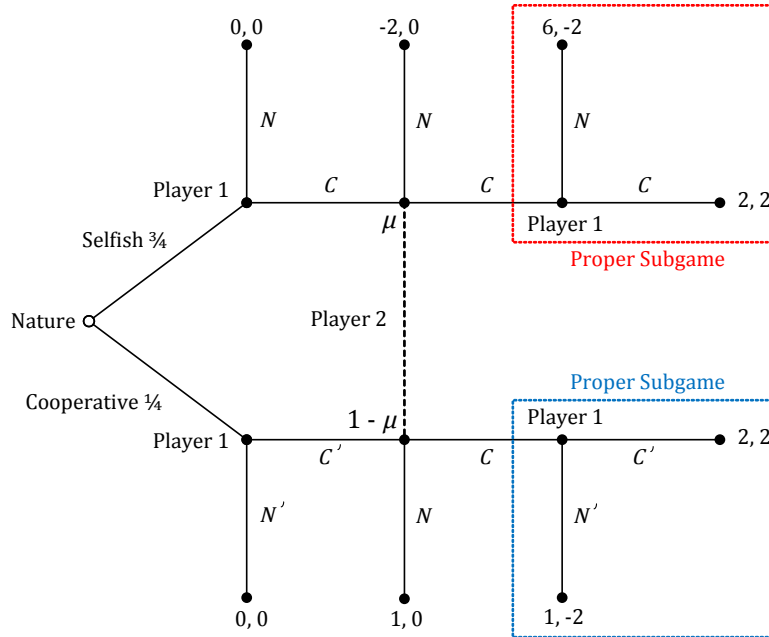 0, 0
-2, 0
6, -2
N
N
N
Player 1
C
C
C
2, 2
μ
Player 1
Selfish ¾
Proper Subgame
Nature
Player 2
Proper Subgame
Cooperative ¼
1 - μ
Player 1
Player 1
2, 2
C′
C
C′
N′
N
N′
0, 0
1, 0
1, -2